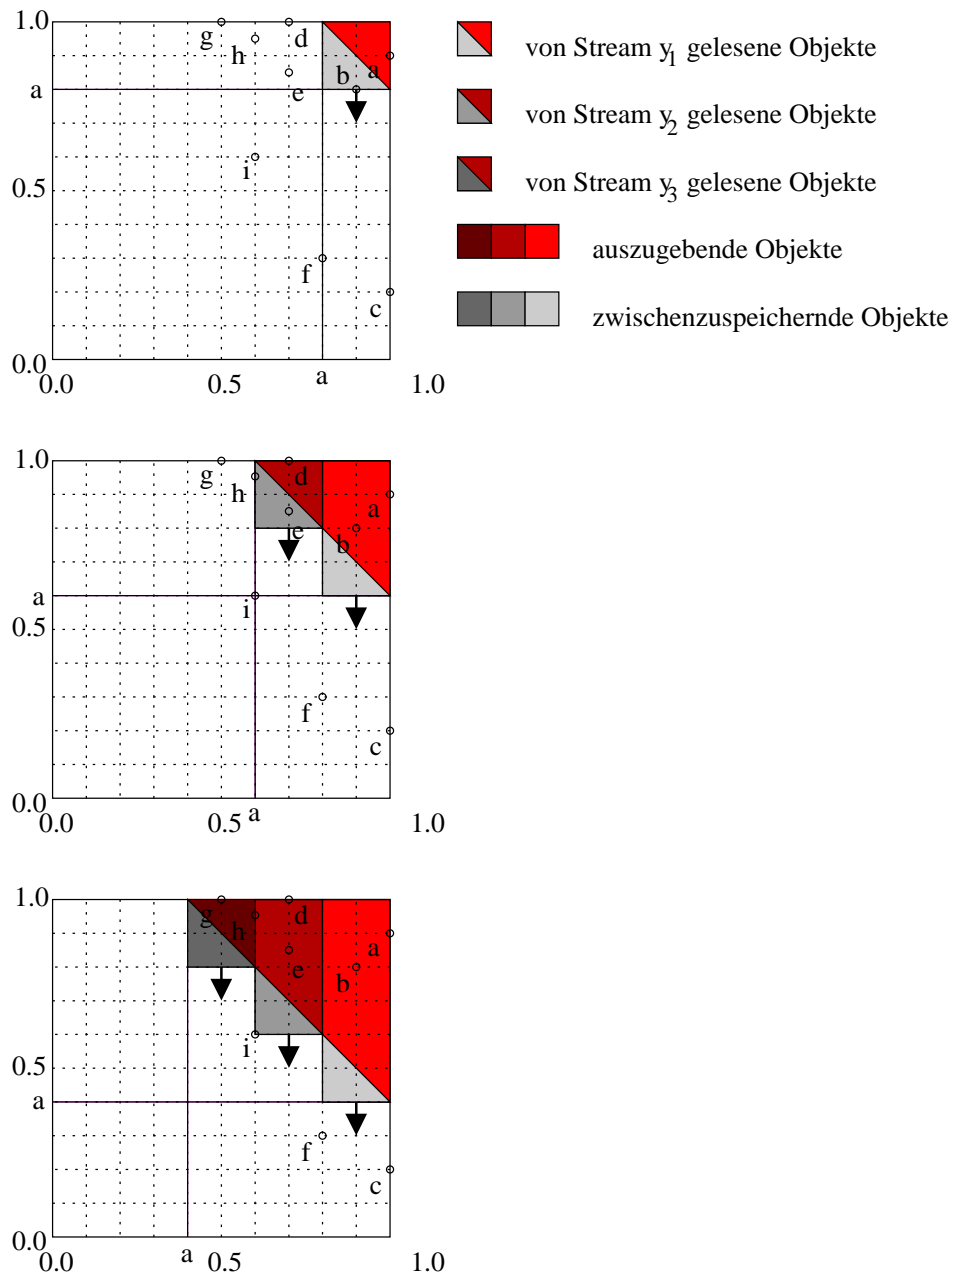 1.0
g
d
h
b
a
e
a
i
0.5
f
c
0.0
0.0
0.5
a
1.0
von Stream y1 gelesene Objekte
von Stream y2 gelesene Objekte
von Stream y3 gelesene Objekte
auszugebende Objekte
zwischenzuspeichernde Objekte
1.0
g
d
h
a
e
b
a
i
0.5
f
c
0.0
0.0
0.5
a
1.0
1.0
g
d
h
a
e
b
i
0.5
a
f
c
0.0
0.0
a
0.5
1.0